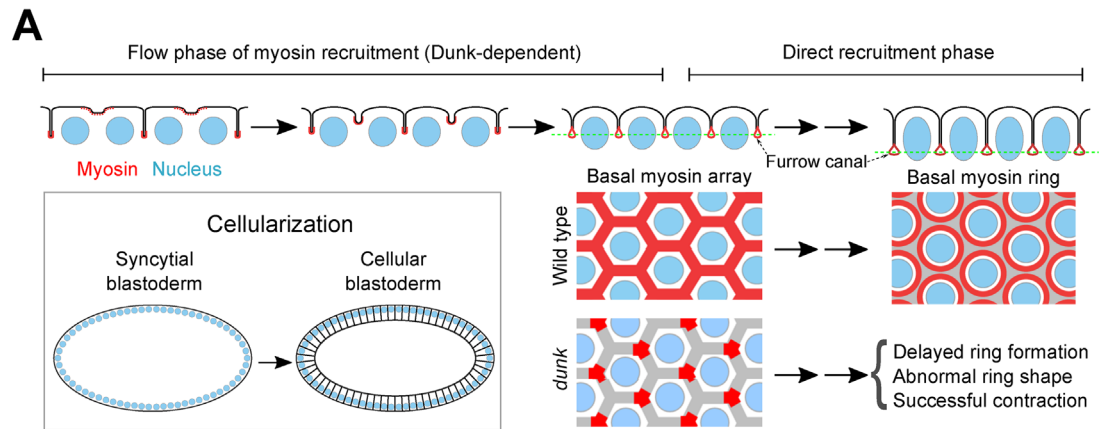 A
Flow phase of myosin recruitment (Dunk-dependent)
Direct recruitment phase
Myosin Nucleus
Furrow canal
Basal myosin array
Basal myosin ring
Cellularization
Syncytial
blastoderm
Cellular
blastoderm
Wild type
dunk
Delayed ring formation
Abnormal ring shape
Successful contraction